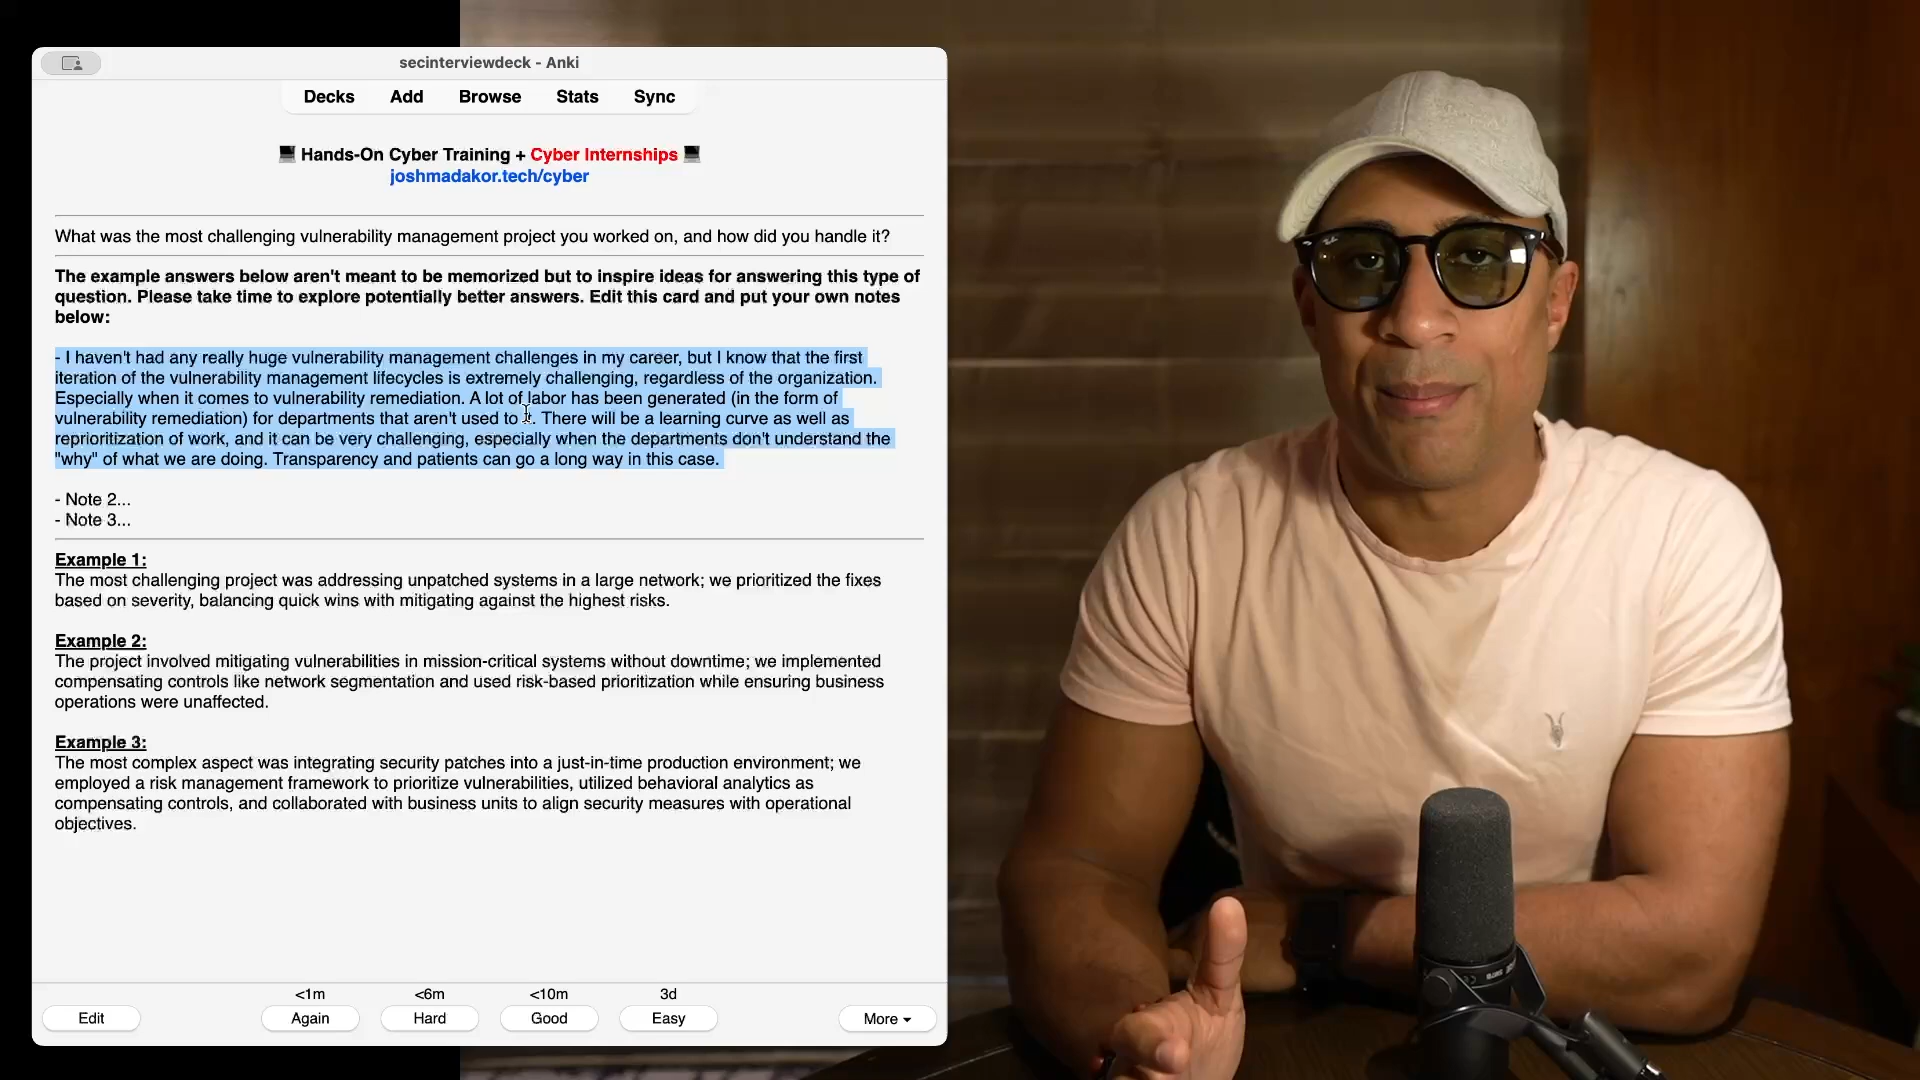 secinterviewdeck - Anki
Decks Add Browse Stats Sync
Hands-On Cyber Training + Cyber Internships
joshmadakor.tech/cyber
What was the most challenging vulnerability management project you worked on, and how did you handle it?
The example answers below aren't meant to be memorized but to inspire ideas for answering this type of
question. Please take time to explore potentially better answers. Edit this card and put your own notes
below:
- I haven't had any really huge vulnerability management challenges in my career, but I know that the first
iteration of the vulnerability management lifecycles is extremely challenging, regardless of the organization.
Especially when it comes to vulnerability remediation. A lot of labor has been generated (in the form of
vulnerability remediation) for departments that aren't used to it. There will be a learning curve as well as
reprioritization of work, and it can be very challenging, especially when the departments don't understand the
"why" of what we are doing. Transparency and patients can go a long way in this case.
- Note 2...
- Note 3...
Example 1:
The most challenging project was addressing unpatched systems in a large network; we prioritized the fixes
based on severity, balancing quick wins with mitigating against the highest risks.
Example 2:
The project involved mitigating vulnerabilities in mission-critical systems without downtime; we implemented
compensating controls like network segmentation and used risk-based prioritization while ensuring business
operations were unaffected.
Example 3:
The most complex aspect was integrating security patches into a just-in-time production environment; we
employed a risk management framework to prioritize vulnerabilities, utilized behavioral analytics as
compensating controls, and collaborated with business units to align security measures with operational
objectives.
<1m <6m <10m 3d
Edit Again Hard Good Easy More